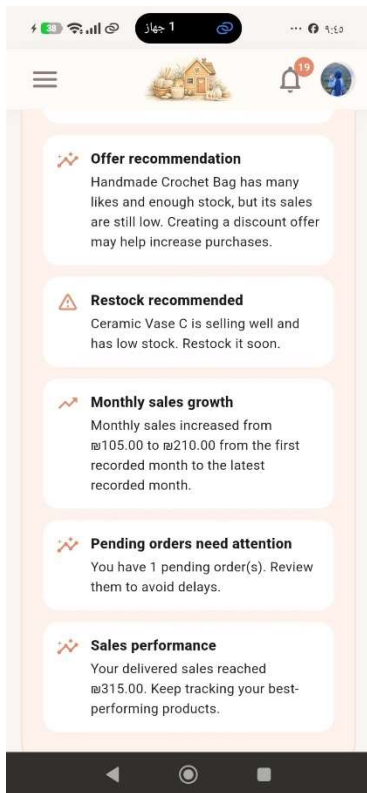 38
1 جهاز
٩:٤٥
19
Offer recommendation
Handmade Crochet Bag has many
likes and enough stock, but its sales
are still low. Creating a discount offer
may help increase purchases.
Restock recommended
Ceramic Vase C is selling well and
has low stock. Restock it soon.
Monthly sales growth
Monthly sales increased from
₪105.00 to ₪210.00 from the first
recorded month to the latest
recorded month.
Pending orders need attention
You have 1 pending order(s). Review
them to avoid delays.
Sales performance
Your delivered sales reached
₪315.00. Keep tracking your best-
performing products.